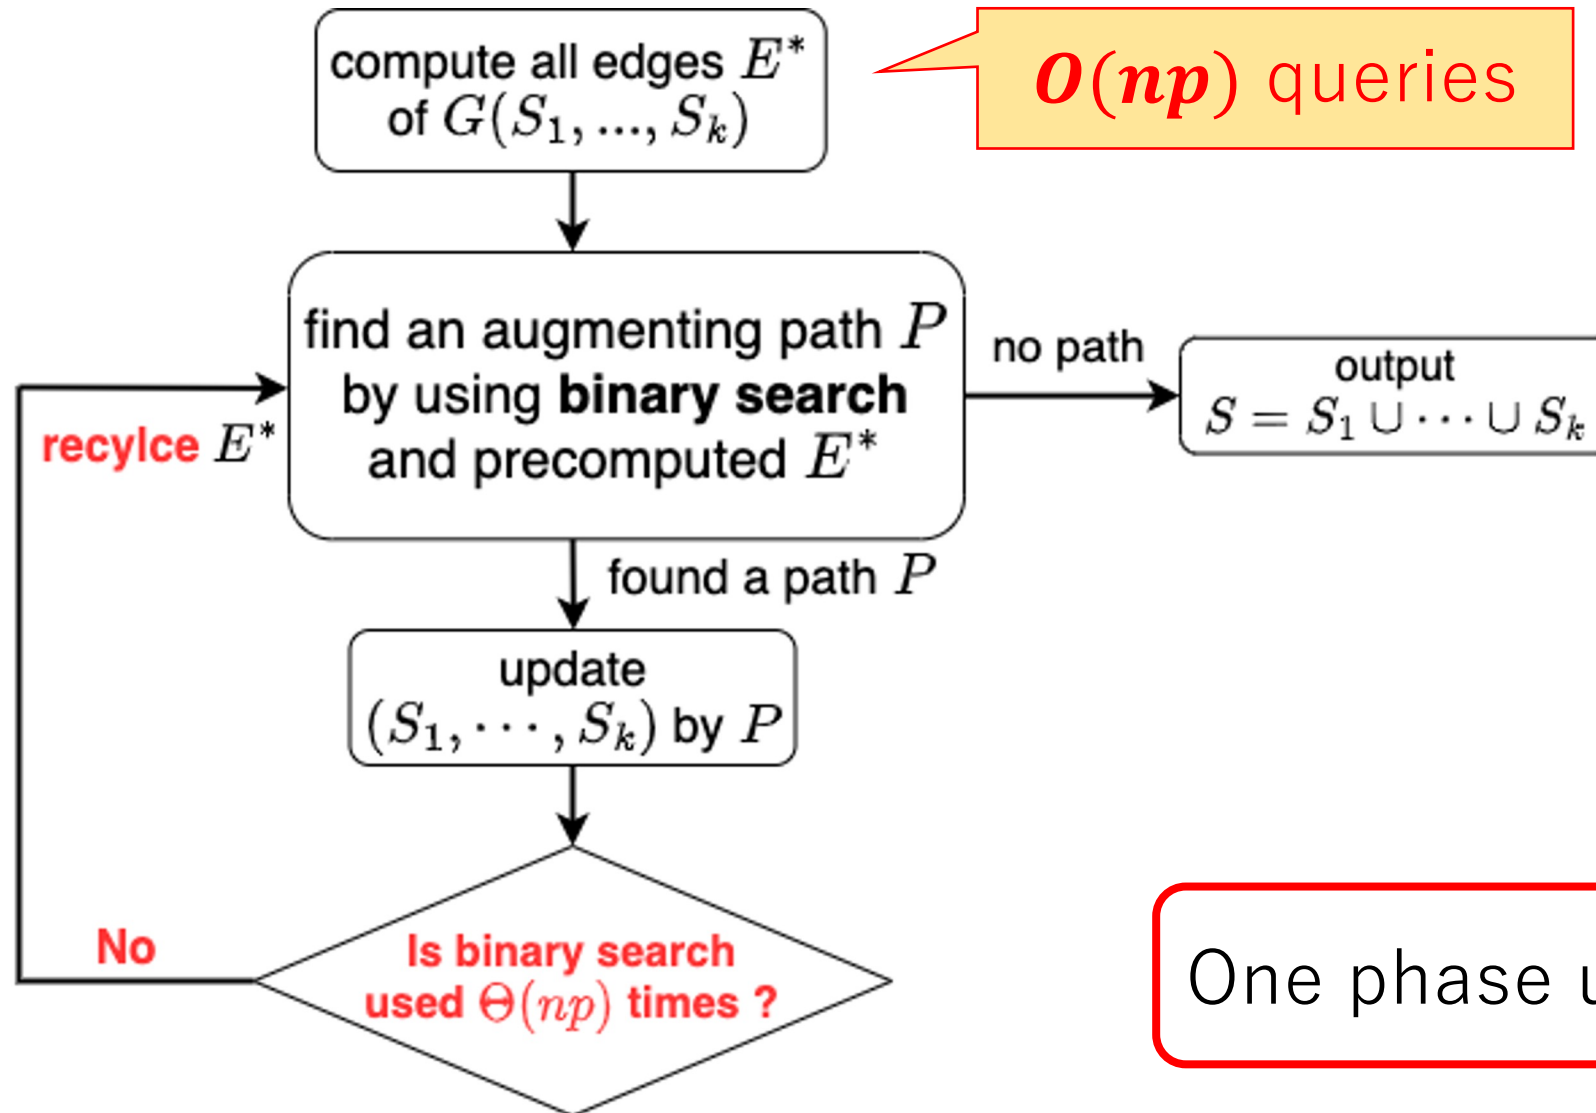 compute all edges E*
of G(S₁, ..., Sₖ)
O(np) queries
find an augmenting path P
by using binary search
and precomputed E*
no path
output
S = S₁ ∪ ⋯ ∪ Sₖ
recylce E*
found a path P
update
(S₁, ⋯, Sₖ) by P
No
Is binary search
used Θ(np) times ?
One phase